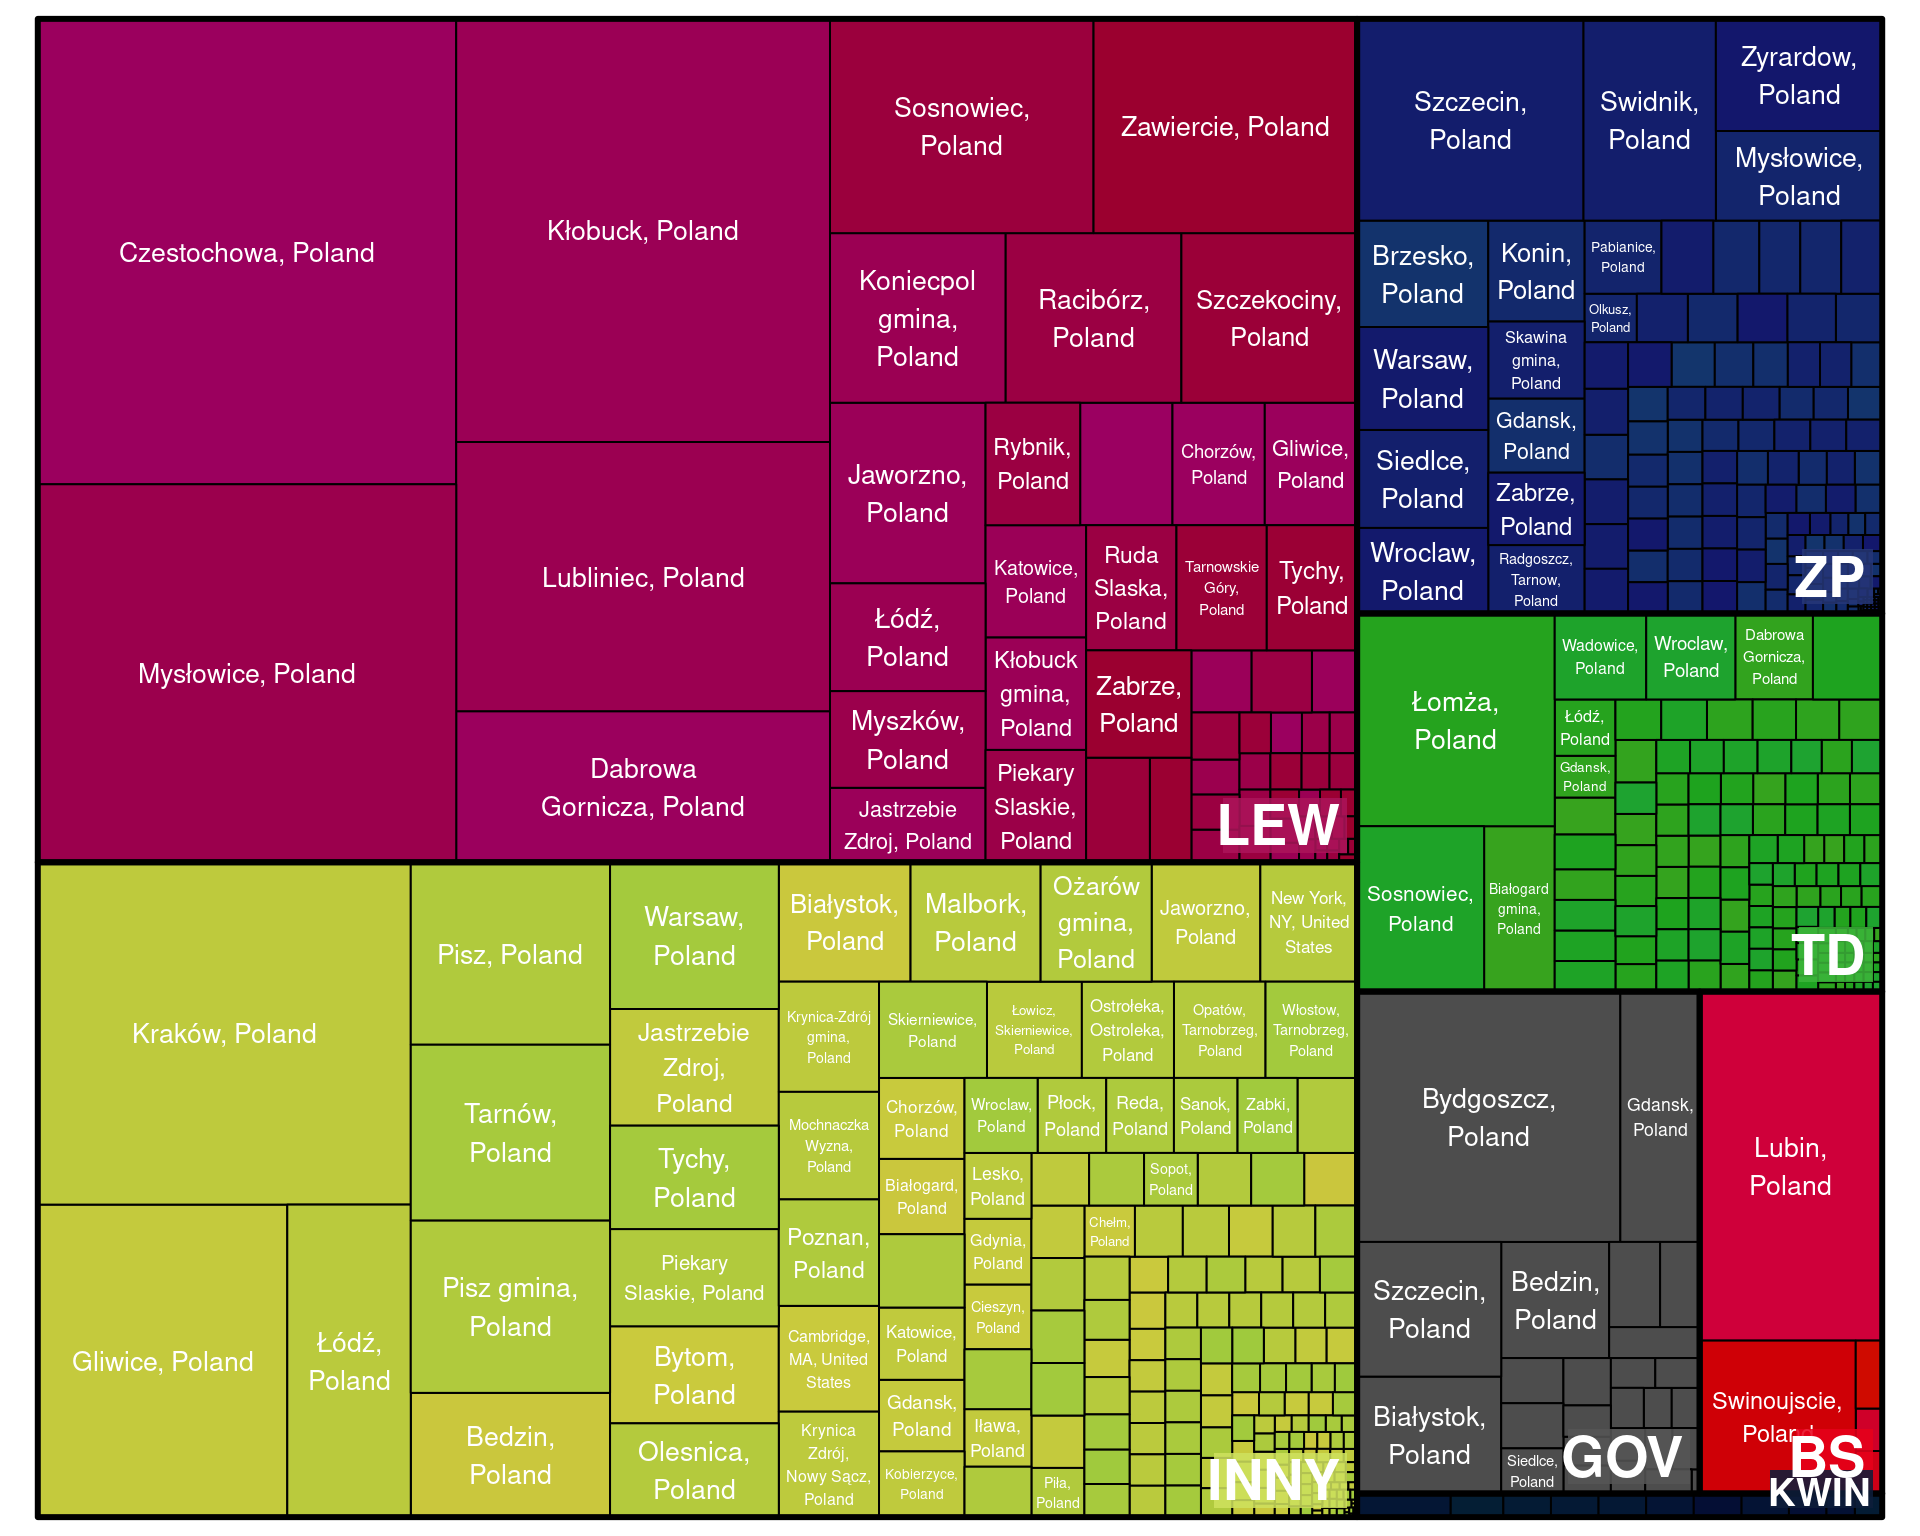 Czestochowa, Poland
Mysłowice, Poland
Kłobuck, Poland
Lubliniec, Poland
Dabrowa
Gornicza, Poland
Sosnowiec,
Poland
Zawiercie, Poland
Koniecpol
gmina,
Poland
Racibórz,
Poland
Szczekociny,
Poland
Jaworzno,
Poland
Łódź,
Poland
Myszków,
Poland
Jastrzebie
Zdroj, Poland
Rybnik,
Poland
Chorzów,
Poland
Gliwice,
Poland
Katowice,
Poland
Kłobuck
gmina,
Poland
Piekary
Slaskie,
Poland
Ruda
Slaska,
Poland
Tarnowskie
Góry,
Poland
Tychy,
Poland
Zabrze,
Poland
LEW
Szczecin,
Poland
Swidnik,
Poland
Zyrardow,
Poland
Mysłowice,
Poland
Brzesko,
Poland
Warsaw,
Poland
Siedlce,
Poland
Wroclaw,
Poland
Konin,
Poland
Skawina
gmina,
Poland
Gdansk,
Poland
Zabrze,
Poland
Radgoszcz,
Tarnow,
Poland
Pabianice,
Poland
Olkusz,
Poland
ZP
Łomża,
Poland
Sosnowiec,
Poland
Białogard
gmina,
Poland
Wadowice,
Poland
Wroclaw,
Poland
Dabrowa
Gornicza,
Poland
Łódź,
Poland
Gdansk,
Poland
TD
Kraków, Poland
Gliwice, Poland
Łódź,
Poland
Pisz, Poland
Tarnów,
Poland
Pisz gmina,
Poland
Bedzin,
Poland
Warsaw,
Poland
Jastrzebie
Zdroj,
Poland
Tychy,
Poland
Piekary
Slaskie, Poland
Bytom,
Poland
Olesnica,
Poland
Białystok,
Poland
Malbork,
Poland
Ożarów
gmina,
Poland
Jaworzno,
Poland
New York,
NY, United
States
Krynica-Zdrój
gmina,
Poland
Mochnaczka
Wyzna,
Poland
Poznan,
Poland
Cambridge,
MA, United
States
Krynica
Zdrój,
Nowy Sącz,
Poland
Skierniewice,
Poland
Łowicz,
Skierniewice,
Poland
Ostrołeka,
Ostroleka,
Poland
Opatów,
Tarnobrzeg,
Poland
Włostow,
Tarnobrzeg,
Poland
Chorzów,
Poland
Białogard,
Poland
Katowice,
Poland
Gdansk,
Poland
Kobierzyce,
Poland
Wroclaw,
Poland
Płock,
Poland
Reda,
Poland
Sanok,
Poland
Zabki,
Poland
Lesko,
Poland
Gdynia,
Poland
Cieszyn,
Poland
Iława,
Poland
Sopot,
Poland
Chełm,
Poland
Piła,
Poland
INNY
Bydgoszcz,
Poland
Gdansk,
Poland
Szczecin,
Poland
Bedzin,
Poland
Białystok,
Poland
Siedlce,
Poland
GOV
Lubin,
Poland
Swinoujscie,
Poland
BS
KWIN